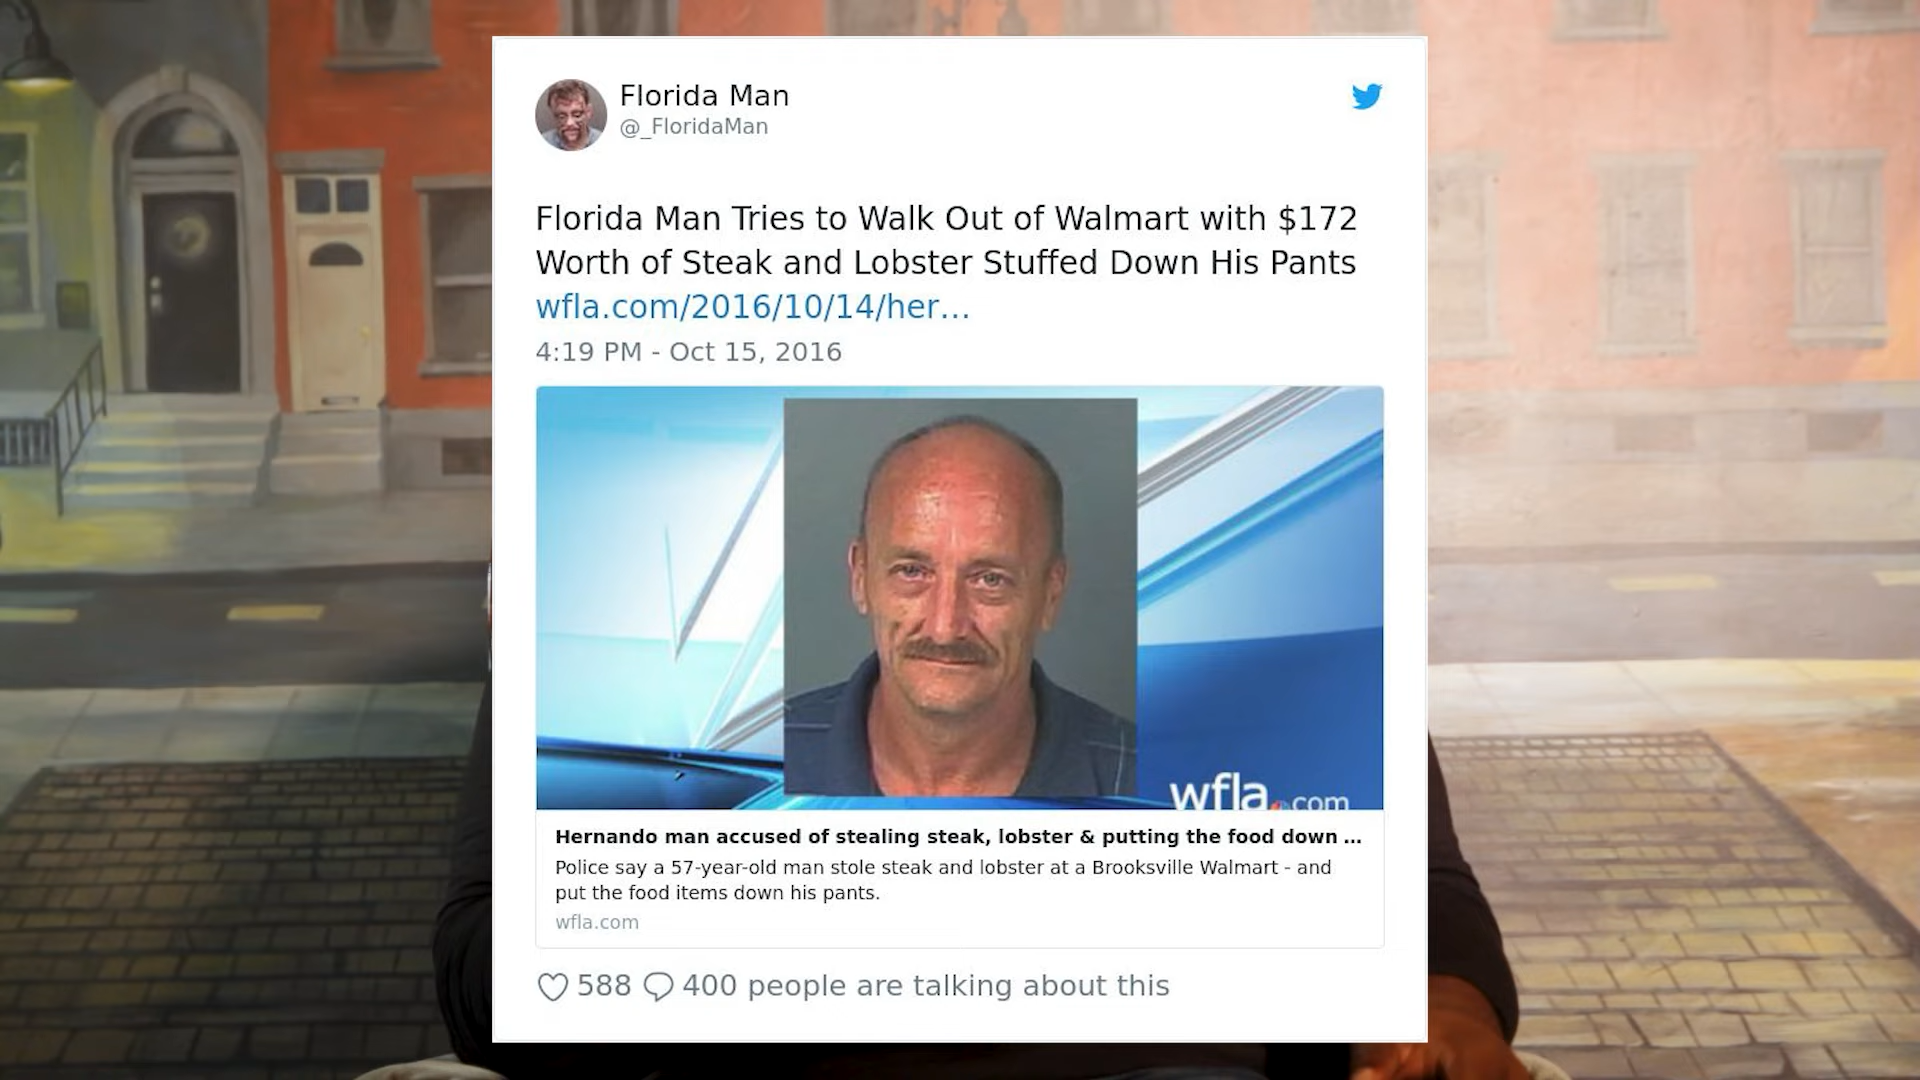 Florida Man
@_FloridaMan
Florida Man Tries to Walk Out of Walmart with $172
Worth of Steak and Lobster Stuffed Down His Pants
wfla.com/2016/10/14/her…
4:19 PM - Oct 15, 2016
wfla.com
Hernando man accused of stealing steak, lobster & putting the food down ...
Police say a 57-year-old man stole steak and lobster at a Brooksville Walmart - and
put the food items down his pants.
wfla.com
588 400 people are talking about this